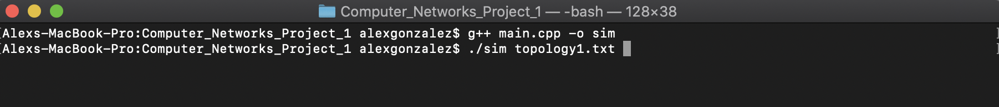 Computer_Networks_Project_1 — -bash — 128×38
[Alexs-MacBook-Pro:Computer_Networks_Project_1 alexgonzalez$ g++ main.cpp -o sim ]
[Alexs-MacBook-Pro:Computer_Networks_Project_1 alexgonzalez$ ./sim topology1.txt ]